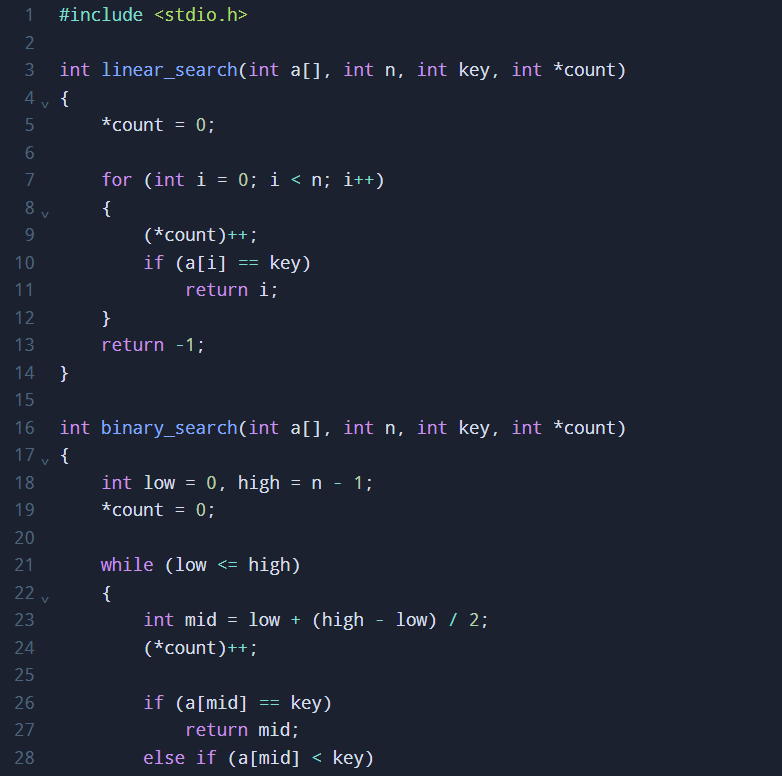 1 #include <stdio.h>
2
3 int linear_search(int a[], int n, int key, int *count)
4 {
5     *count = 0;
6
7     for (int i = 0; i < n; i++)
8     {
9         (*count)++;
10         if (a[i] == key)
11             return i;
12     }
13     return -1;
14 }
15
16 int binary_search(int a[], int n, int key, int *count)
17 {
18     int low = 0, high = n - 1;
19     *count = 0;
20
21     while (low <= high)
22     {
23         int mid = low + (high - low) / 2;
24         (*count)++;
25
26         if (a[mid] == key)
27             return mid;
28         else if (a[mid] < key)